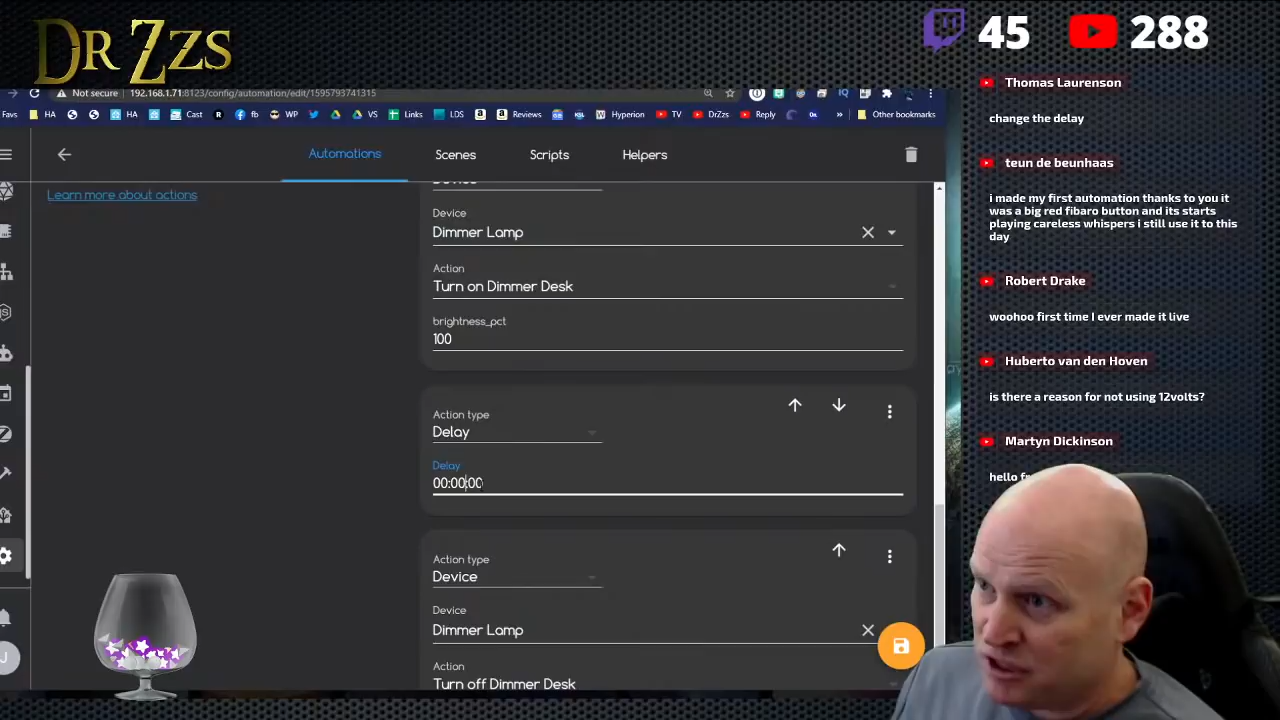 DR ZZS
45
288
Not secure
192.168.1.71:8123/config/automation/edit/1595793741315
Favs
HA
HA
Cast
fb
WP
VS
Links
LDS
Reviews
Hyperion
TV
DrZzs
Reply
Other bookmarks
Automations
Scenes
Scripts
Helpers
Learn more about actions
Device
Device
Dimmer Lamp
Action
Turn on Dimmer Desk
brightness_pct
100
Action type
Delay
Delay
00:00:00
Action type
Device
Device
Dimmer Lamp
Action
Turn off Dimmer Desk
J
Thomas Laurenson
change the delay
teun de beunhaas
i made my first automation thanks to you it
was a big red fibaro button and its starts
playing careless whispers i still use it to this
day
Robert Drake
woohoo first time I ever made it live
Huberto van den Hoven
is there a reason for not using 12volts?
Martyn Dickinson